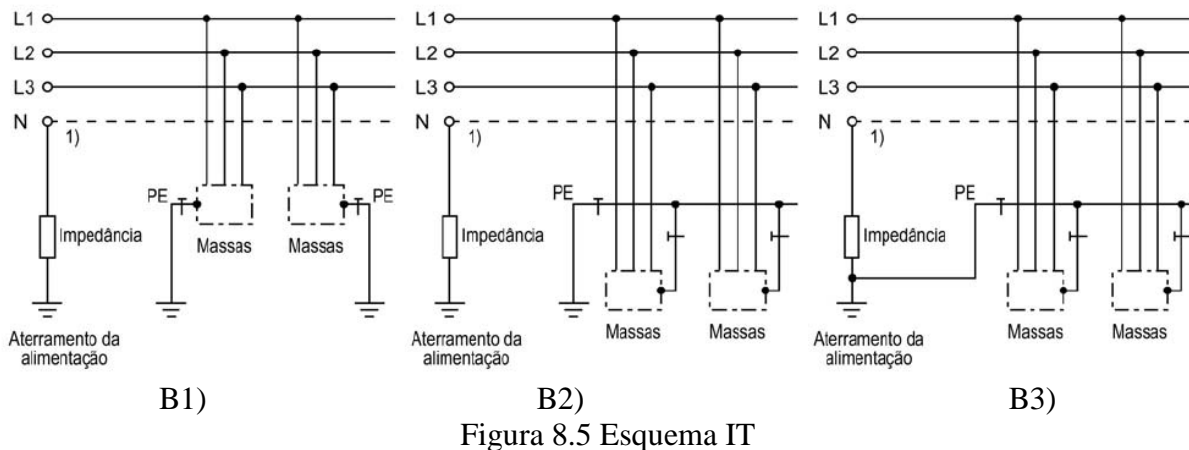 L1
L2
L3
N
1)
PE
PE
Impedância
Massas
Massas
Aterramento da
alimentação
B1)
L1
L2
L3
N
1)
PE
Impedância
Massas
Massas
Aterramento da
alimentação
B2)
L1
L2
L3
N
1)
PE
Impedância
Massas
Massas
Aterramento da
alimentação
B3)
Figura 8.5 Esquema IT